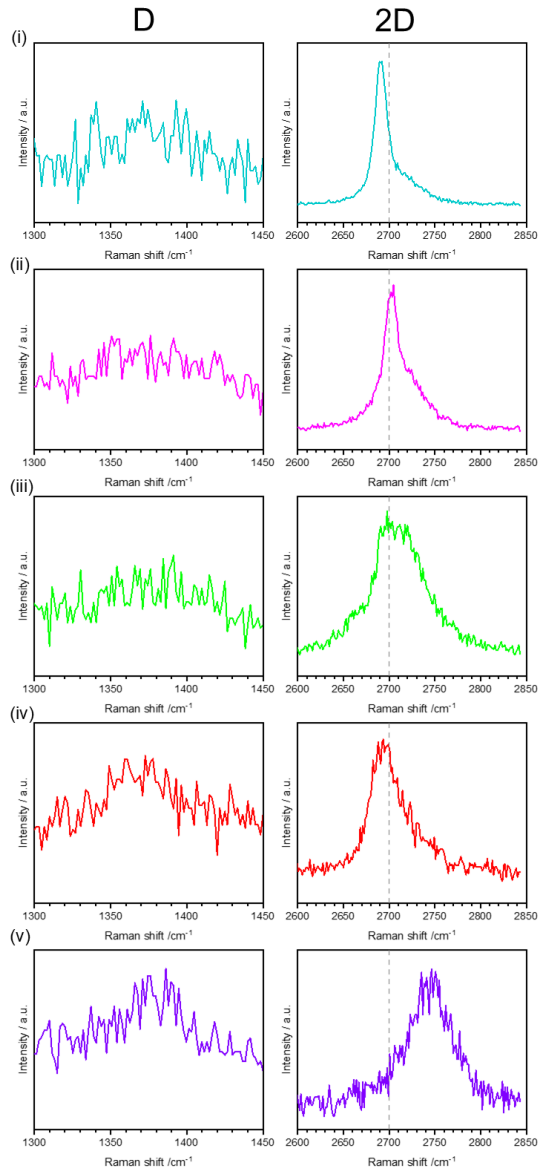 D 2D
(i)
Intensity / a.u. Intensity / a.u.
1300 1350 1400 1450 2600 2650 2700 2750 2800 2850
Raman shift /cm-1 Raman shift /cm-1
(ii)
Intensity / a.u. Intensity / a.u.
1300 1350 1400 1450 2600 2650 2700 2750 2800 2850
Raman shift /cm-1 Raman shift /cm-1
(iii)
Intensity / a.u. Intensity / a.u.
1300 1350 1400 1450 2600 2650 2700 2750 2800 2850
Raman shift /cm-1 Raman shift /cm-1
(iv)
Intensity / a.u. Intensity / a.u.
1300 1350 1400 1450 2600 2650 2700 2750 2800 2850
Raman shift /cm-1 Raman shift /cm-1
(v)
Intensity / a.u. Intensity / a.u.
1300 1350 1400 1450 2600 2650 2700 2750 2800 2850
Raman shift /cm-1 Raman shift /cm-1